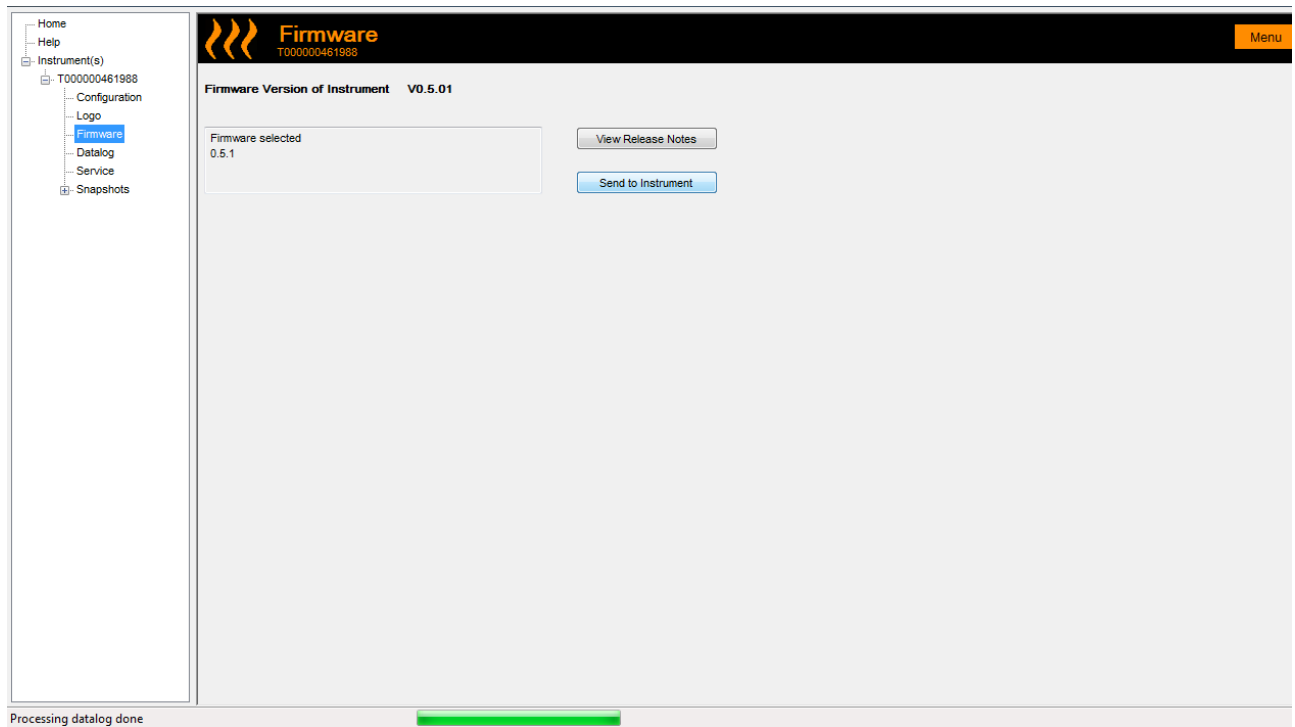 Home
Help
Instrument(s)
T000000461988
Configuration
Logo
Firmware
Datalog
Service
Snapshots
Firmware
T000000461988
Menu
Firmware Version of Instrument V0.5.01
Firmware selected
0.5.1
View Release Notes
Send to Instrument
Processing datalog done